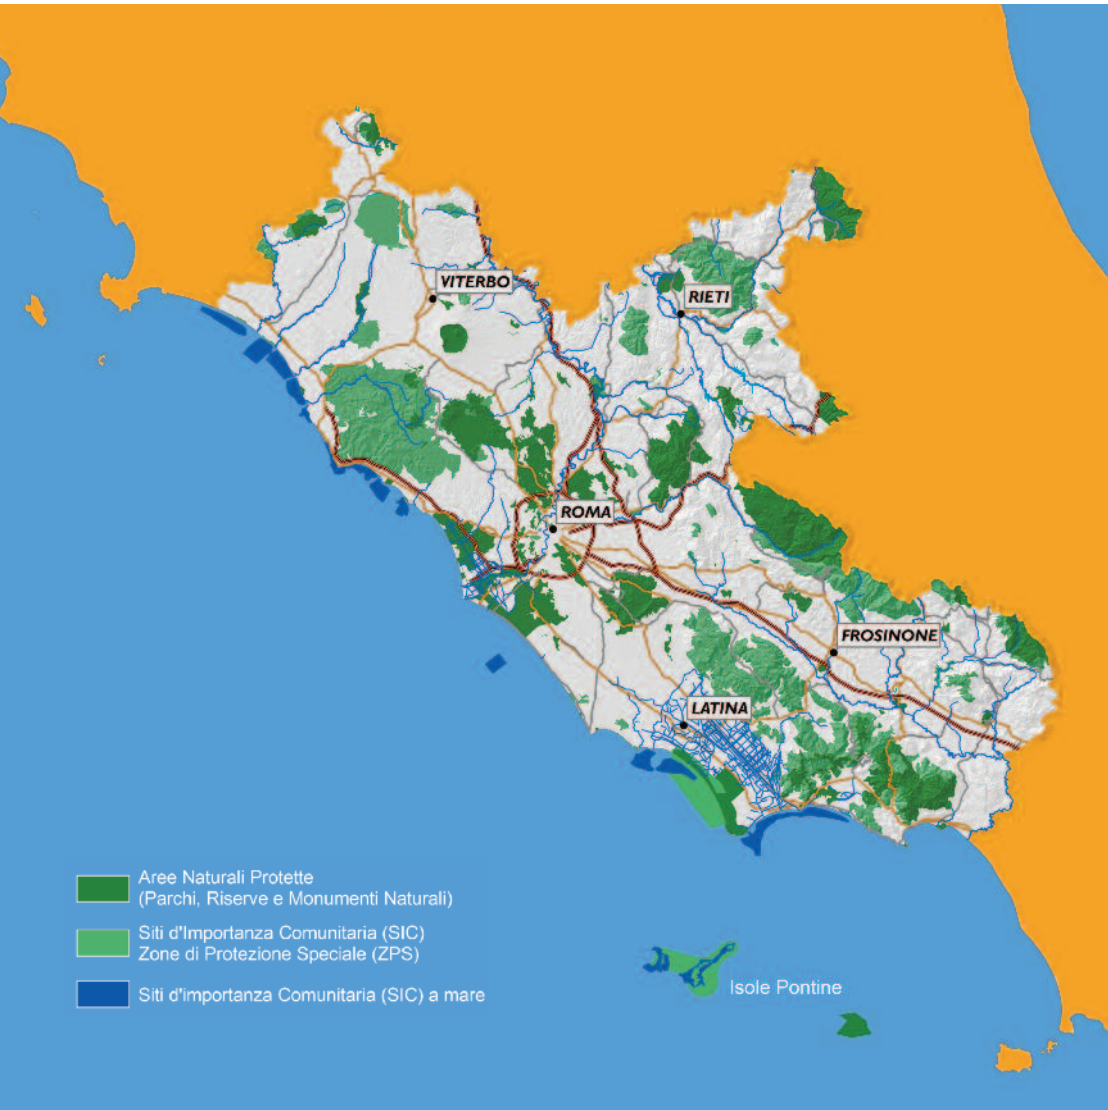 VITERBO
RIETI
ROMA
FROSINONE
LATINA
Aree Naturali Protette
(Parchi, Riserve e Monumenti Naturali)
Siti d'Importanza Comunitaria (SIC)
Zone di Protezione Speciale (ZPS)
Siti d'importanza Comunitaria (SIC) a mare
Isole Pontine